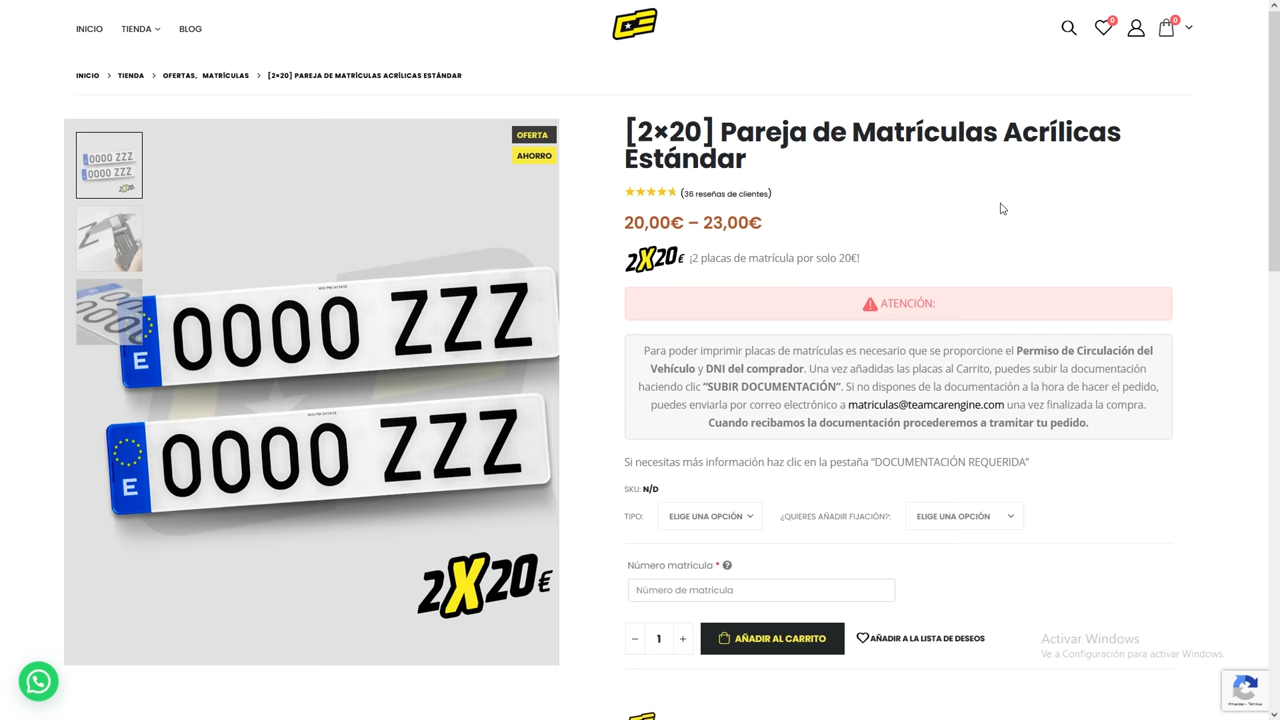 INICIO
TIENDA
BLOG
0
0
INICIO > TIENDA > OFERTAS, MATRÍCULAS > [2×20] PAREJA DE MATRÍCULAS ACRÍLICAS ESTÁNDAR
0000 ZZZ
0000 ZZZ
2X20€
OFERTA
AHORRO
E 0000 ZZZ
E 0000 ZZZ
2X20€
[2×20] Pareja de Matrículas Acrílicas
Estándar
(36 reseñas de clientes)
20,00€ – 23,00€
2X20€ ¡2 placas de matrícula por solo 20€!
ATENCIÓN:
Para poder imprimir placas de matrículas es necesario que se proporcione el Permiso de Circulación del
Vehículo y DNI del comprador. Una vez añadidas las placas al Carrito, puedes subir la documentación
haciendo clic “SUBIR DOCUMENTACIÓN”. Si no dispones de la documentación a la hora de hacer el pedido,
puedes enviarla por correo electrónico a matriculas@teamcarengine.com una vez finalizada la compra.
Cuando recibamos la documentación procederemos a tramitar tu pedido.
Si necesitas más información haz clic en la pestaña “DOCUMENTACIÓN REQUERIDA”
SKU: N/D
TIPO: ELIGE UNA OPCIÓN ¿QUIERES AÑADIR FIJACIÓN?: ELIGE UNA OPCIÓN
Número matricula * ?
Número de matricula
− 1 + AÑADIR AL CARRITO AÑADIR A LA LISTA DE DESEOS
Activar Windows
Ve a Configuración para activar Windows.
Privacidad - Términos